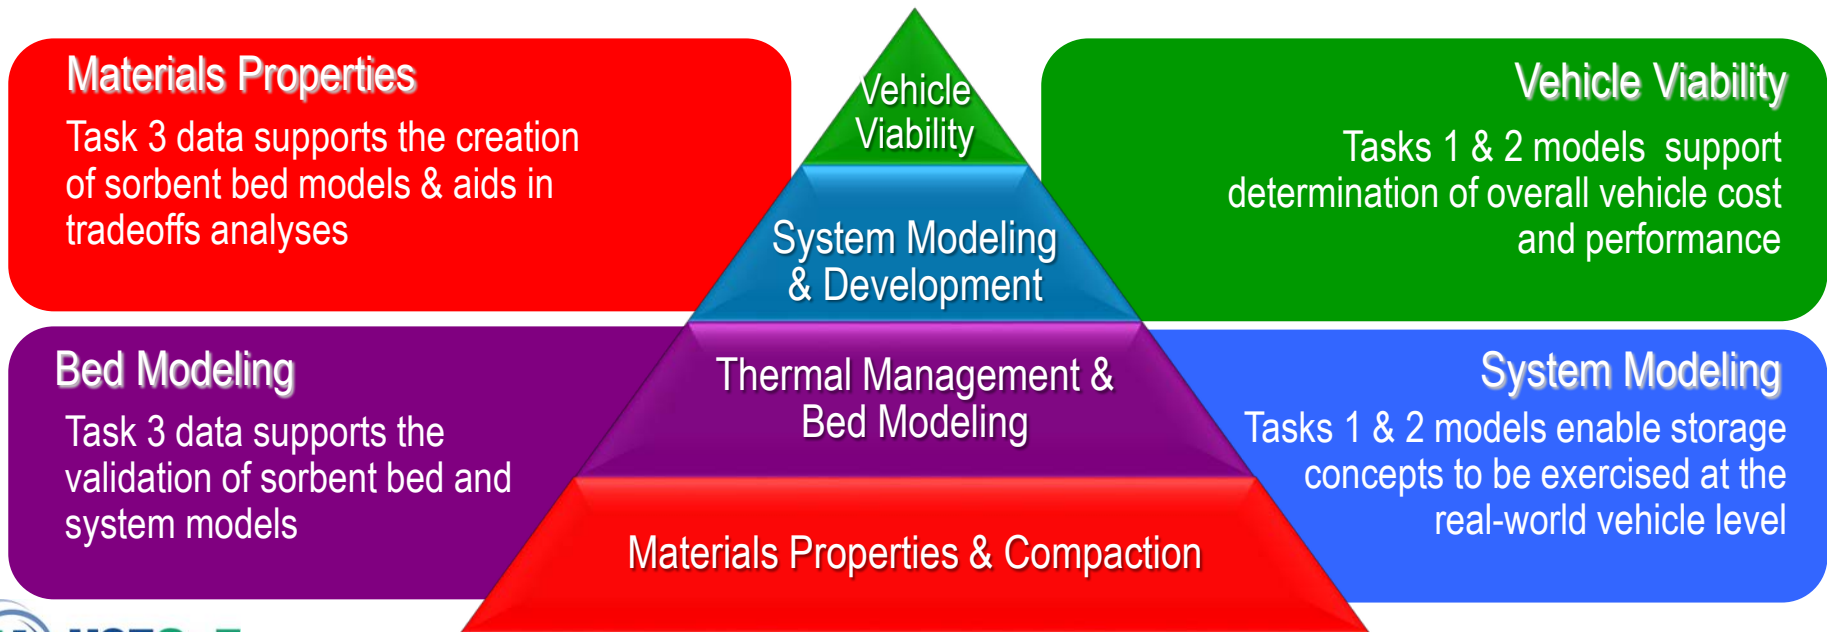 Materials Properties
Task 3 data supports the creation
of sorbent bed models & aids in
tradeoffs analyses
Vehicle
Viability
System Modeling
& Development
Thermal Management &
Bed Modeling
Materials Properties & Compaction
Vehicle Viability
Tasks 1 & 2 models support
determination of overall vehicle cost
and performance
Bed Modeling
Task 3 data supports the
validation of sorbent bed and
system models
System Modeling
Tasks 1 & 2 models enable storage
concepts to be exercised at the
real-world vehicle level